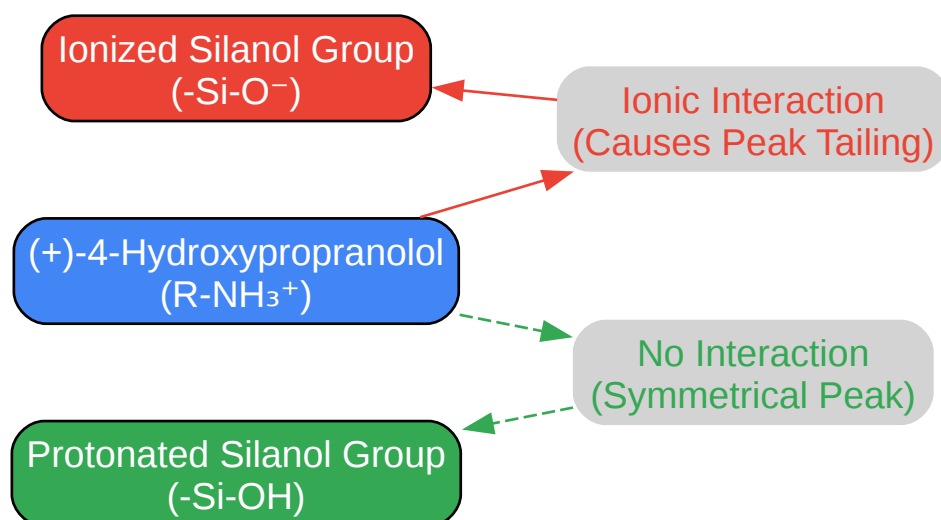 Ionized Silanol Group
(-Si-O⁻)
Ionic Interaction
(Causes Peak Tailing)
(+)-4-Hydroxypropranolol
(R-NH₃⁺)
No Interaction
(Symmetrical Peak)
Protonated Silanol Group
(-Si-OH)